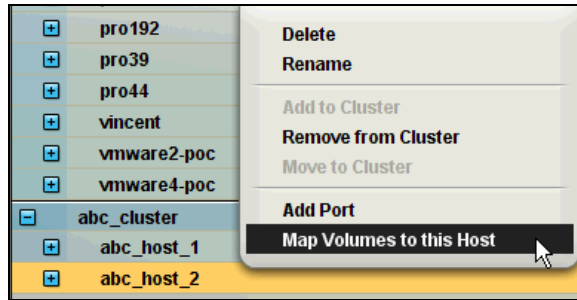 pro192
pro39
pro44
vincent
vmware2-poc
vmware4-poc
abc_cluster
abc_host_1
abc_host_2
Delete
Rename
Add to Cluster
Remove from Cluster
Move to Cluster
Add Port
Map Volumes to this Host